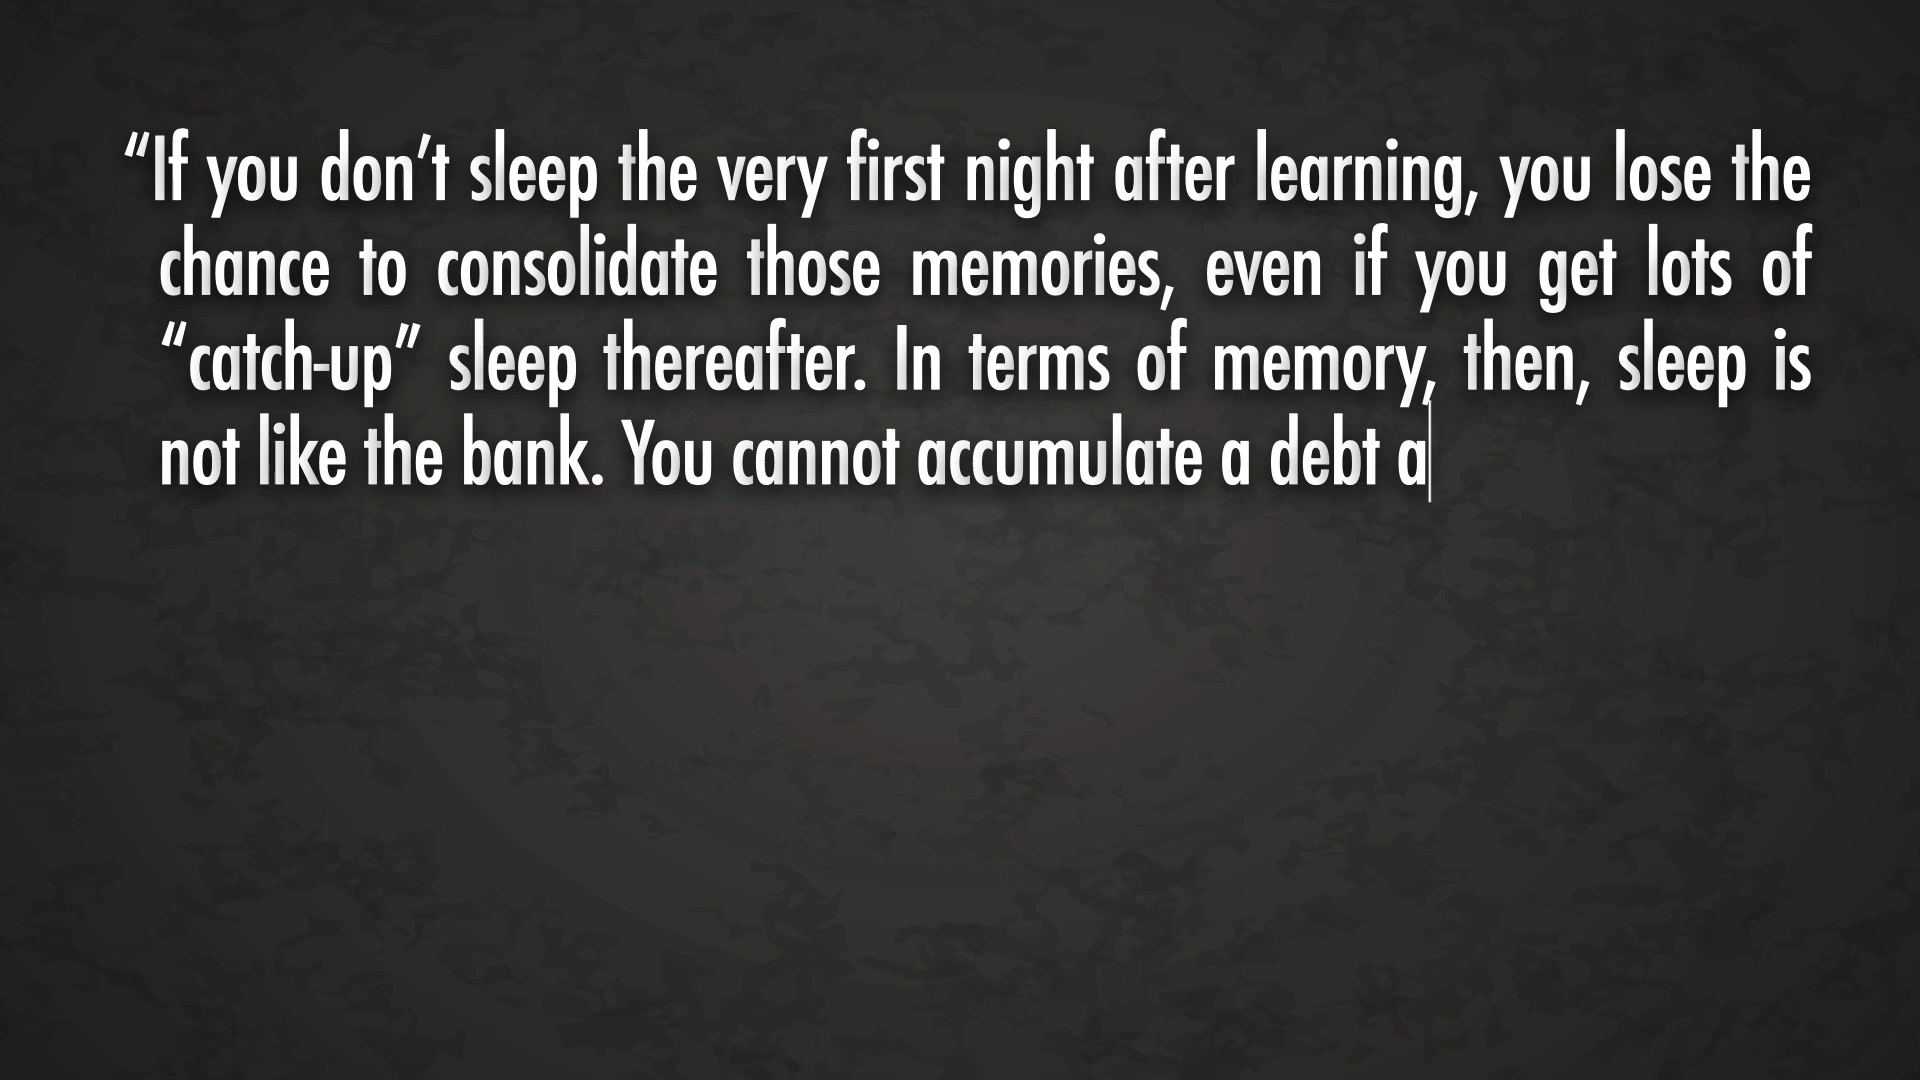 “If you don’t sleep the very first night after learning, you lose the
chance to consolidate those memories, even if you get lots of
“catch-up” sleep thereafter. In terms of memory, then, sleep is
not like the bank. You cannot accumulate a debt a